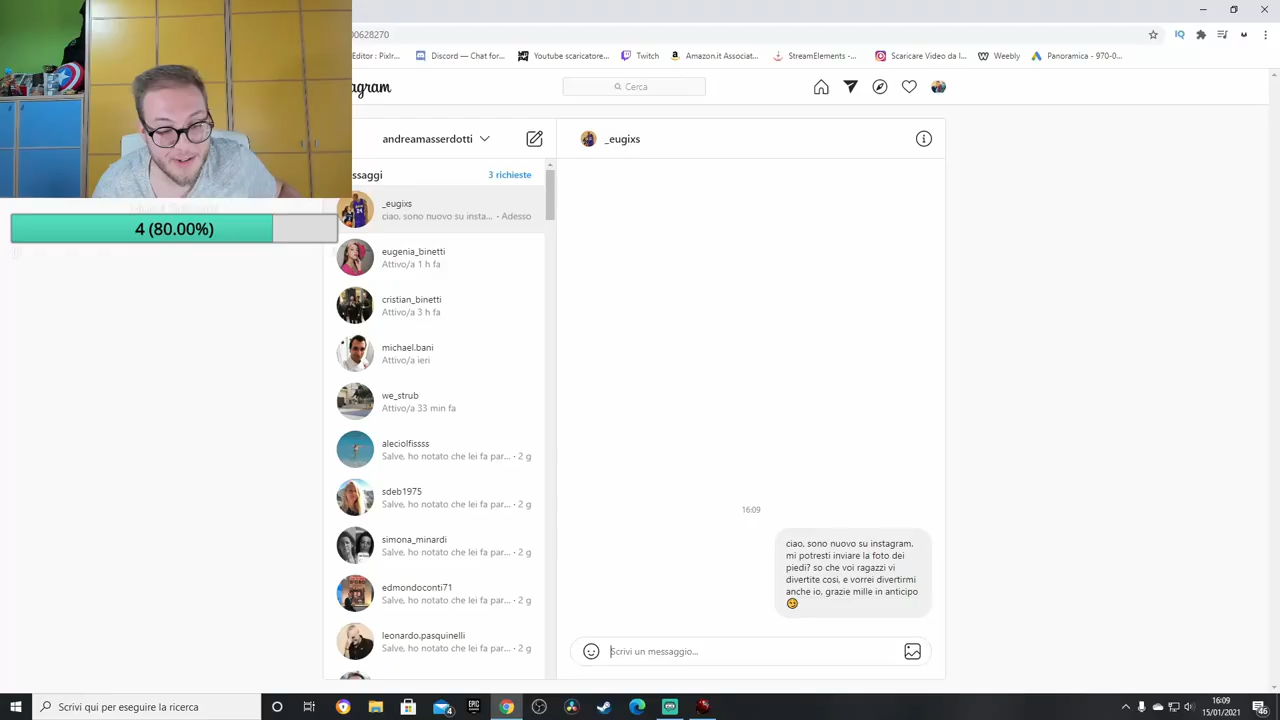 00628270
Editor : Pixlr...
Discord — Chat for...
Youtube scaricatore...
Twitch
Amazon.it Associat...
StreamElements - ...
Scaricare Video da I...
Weebly
Panoramica - 970-0...
agram
Cerca
andreamasserdotti
_eugixs
ssaggi
3 richieste
_eugixs
ciao, sono nuovo su insta... · Adesso
eugenia_binetti
Attivo/a 1 h fa
cristian_binetti
Attivo/a 3 h fa
michael.bani
Attivo/a ieri
we_strub
Attivo/a 33 min fa
aleciolfissss
Salve, ho notato che lei fa par... · 2 g
sdeb1975
Salve, ho notato che lei fa par... · 2 g
simona_minardi
Salve, ho notato che lei fa par... · 2 g
edmondoconti71
Salve, ho notato che lei fa par... · 2 g
leonardo.pasquinelli
Salve, ho notato che lei fa par... · 2 g
4 (80.00%)
16:09
ciao, sono nuovo su instagram.
mi potresti inviare la foto dei
piedi? so che voi ragazzi vi
divertite cosi, e vorrei divertirmi
anche io, grazie mille in anticipo
Scrivi un messaggio...
Scrivi qui per eseguire la ricerca
4
EPIC
GAMES
16:09
15/01/2021
46